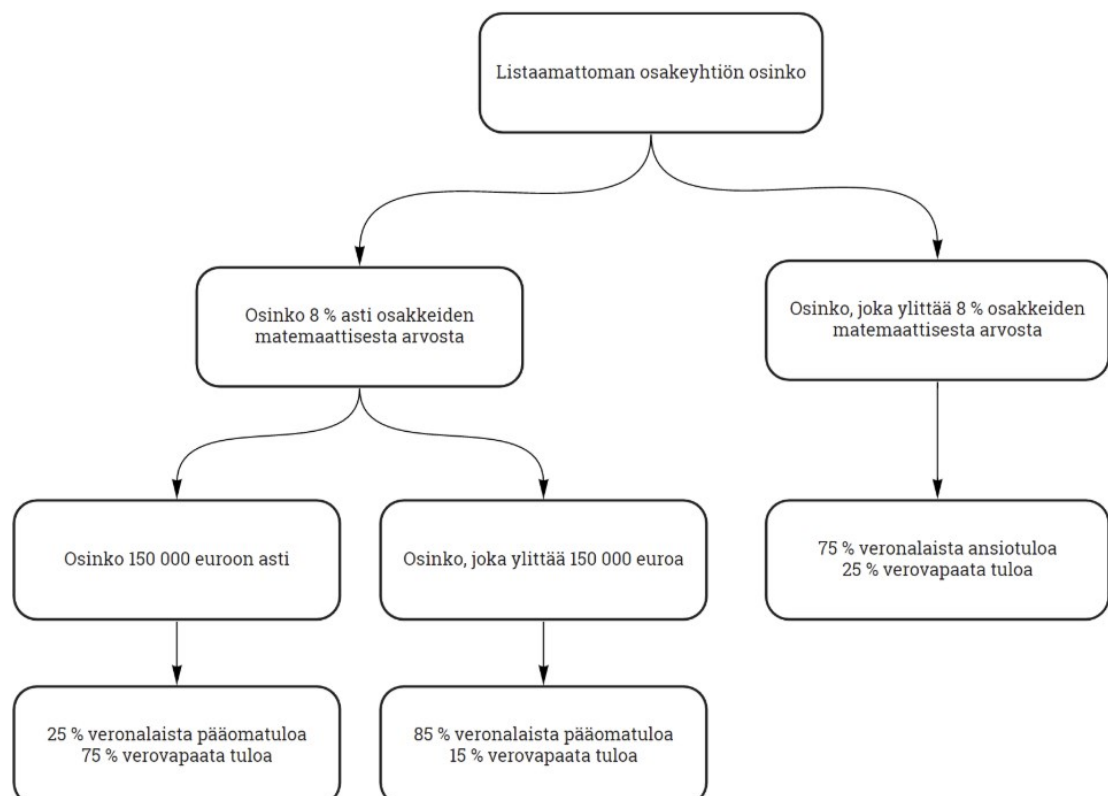 Listaamattoman osakeyhtiön osinko
Osinko 8 % asti osakkeiden
matemaattisesta arvosta
Osinko, joka ylittää 8 % osakkeiden
matemaattisesta arvosta
Osinko 150 000 euroon asti
Osinko, joka ylittää 150 000 euroa
75 % veronalaista ansiotuloa
25 % verovapaata tuloa
25 % veronalaista pääomatuloa
75 % verovapaata tuloa
85 % veronalaista pääomatuloa
15 % verovapaata tuloa